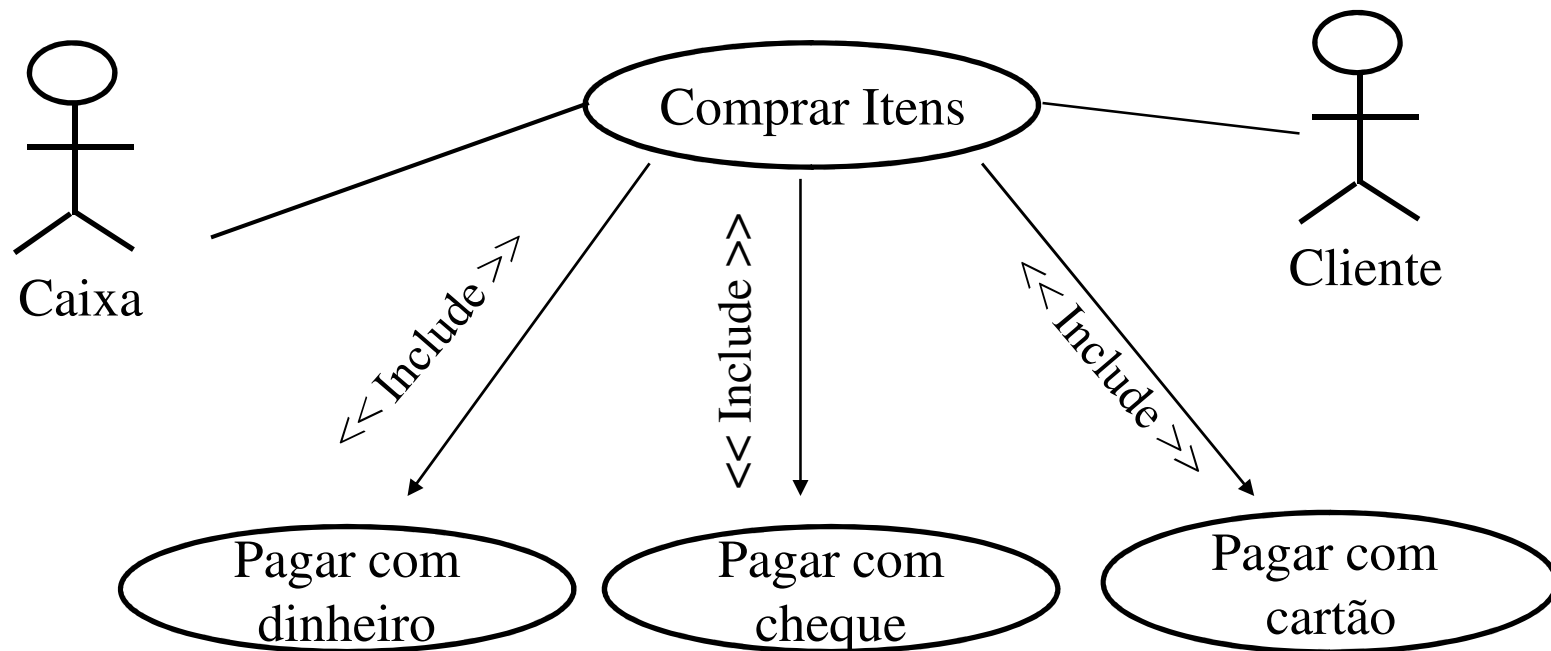 Comprar Itens
Caixa
Cliente
<< Include >>
<< Include >>
<< Include >>
Pagar com
dinheiro
Pagar com
cheque
Pagar com
cartão